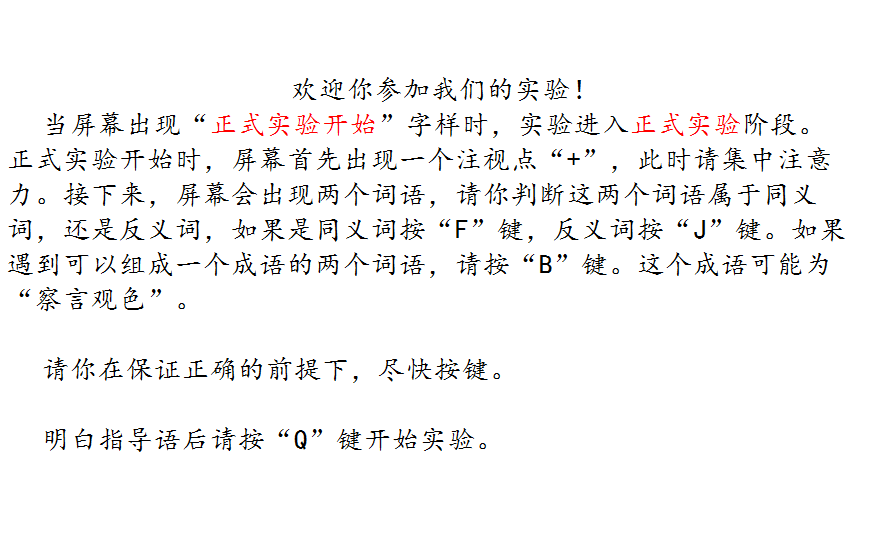 欢迎你参加我们的实验！
当屏幕出现“正式实验开始”字样时，实验进入正式实验阶段。
正式实验开始时，屏幕首先出现一个注视点“+”，此时请集中注意
力。接下来，屏幕会出现两个词语，请你判断这两个词语属于同义
词，还是反义词，如果是同义词按“F”键，反义词按“J”键。如果
遇到可以组成一个成语的两个词语，请按“B”键。这个成语可能为
“察言观色”。
请你在保证正确的前提下，尽快按键。
明白指导语后请按“Q”键开始实验。